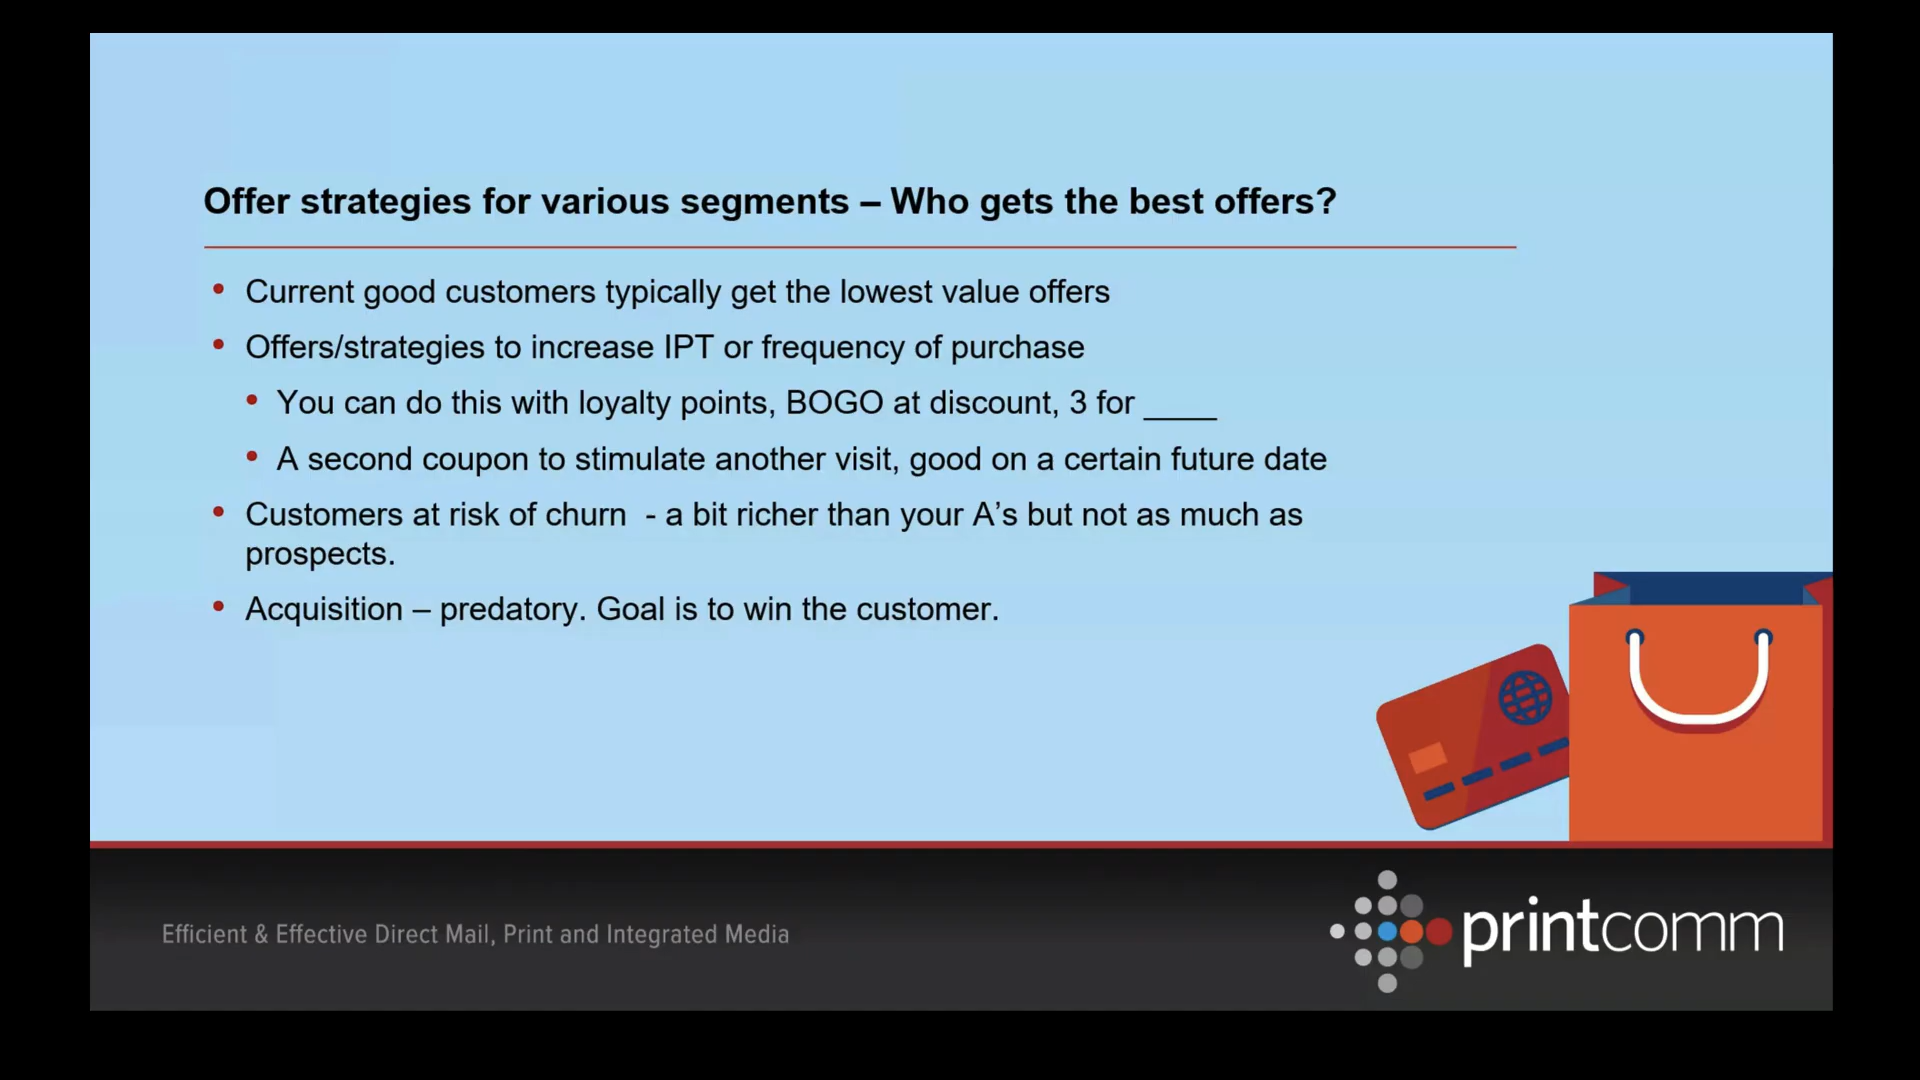 Offer strategies for various segments – Who gets the best offers?
• Current good customers typically get the lowest value offers
• Offers/strategies to increase IPT or frequency of purchase
• You can do this with loyalty points, BOGO at discount, 3 for ____
• A second coupon to stimulate another visit, good on a certain future date
• Customers at risk of churn  - a bit richer than your A’s but not as much as
prospects.
• Acquisition – predatory. Goal is to win the customer.
Efficient & Effective Direct Mail, Print and Integrated Media
printcomm